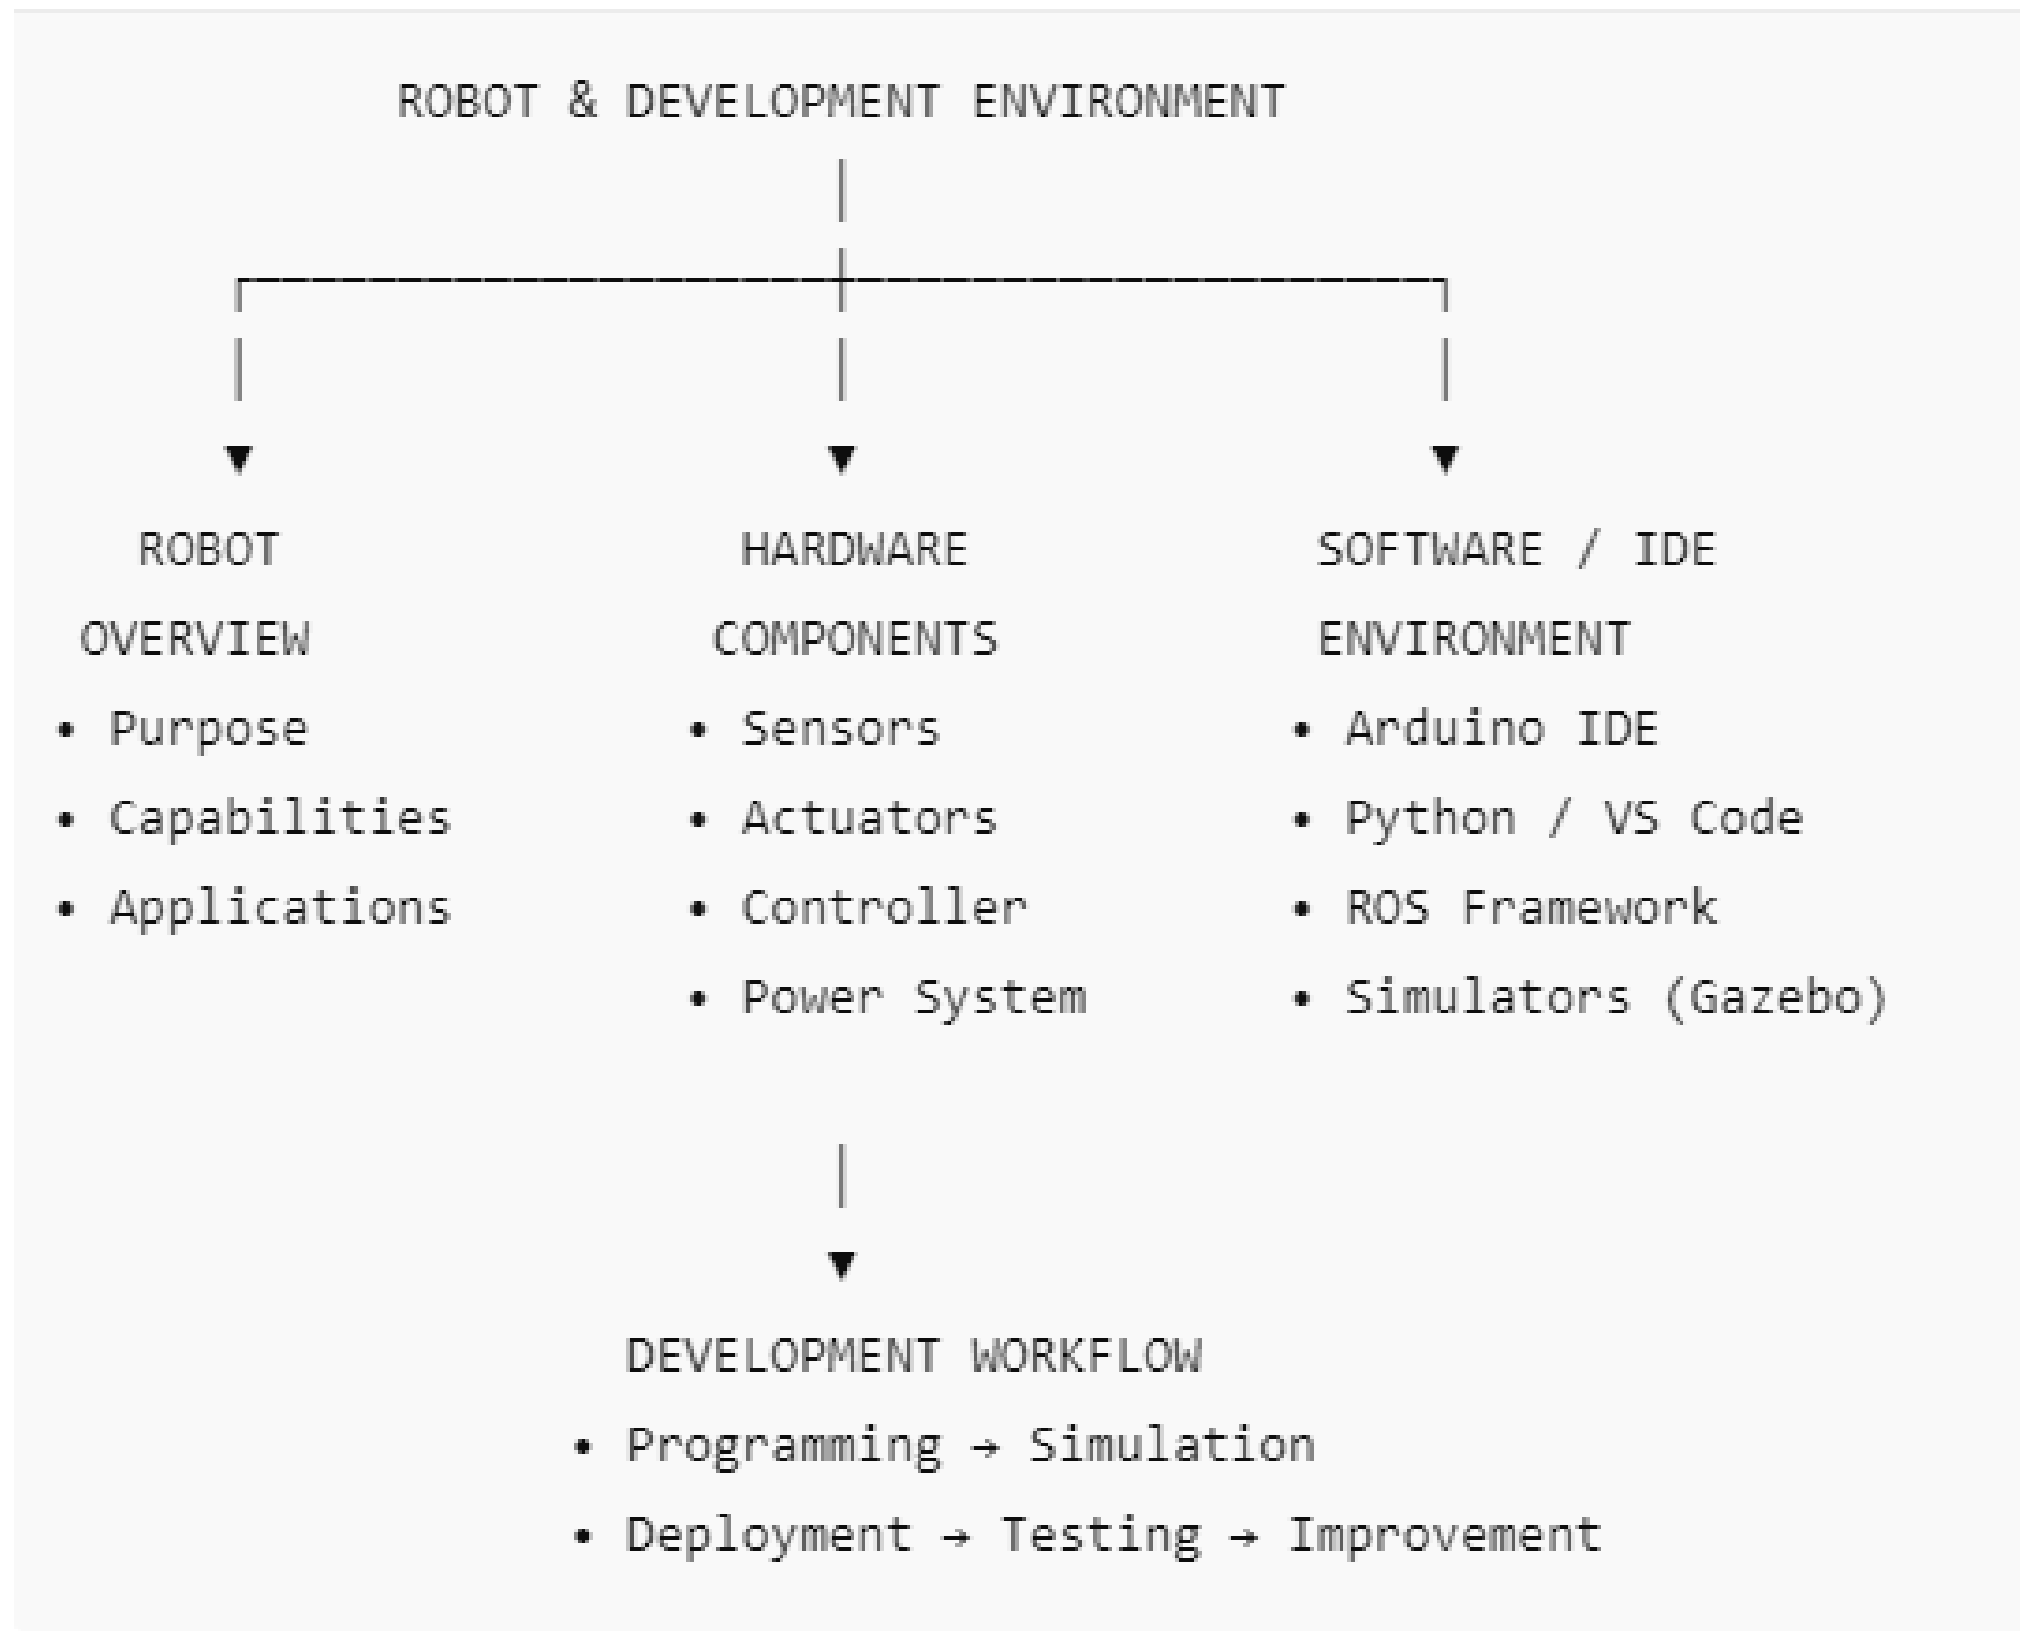 ROBOT & DEVELOPMENT ENVIRONMENT
ROBOT
OVERVIEW
• Purpose
• Capabilities
• Applications
HARDWARE
COMPONENTS
• Sensors
• Actuators
• Controller
• Power System
SOFTWARE / IDE
ENVIRONMENT
• Arduino IDE
• Python / VS Code
• ROS Framework
• Simulators (Gazebo)
DEVELOPMENT WORKFLOW
• Programming → Simulation
• Deployment → Testing → Improvement